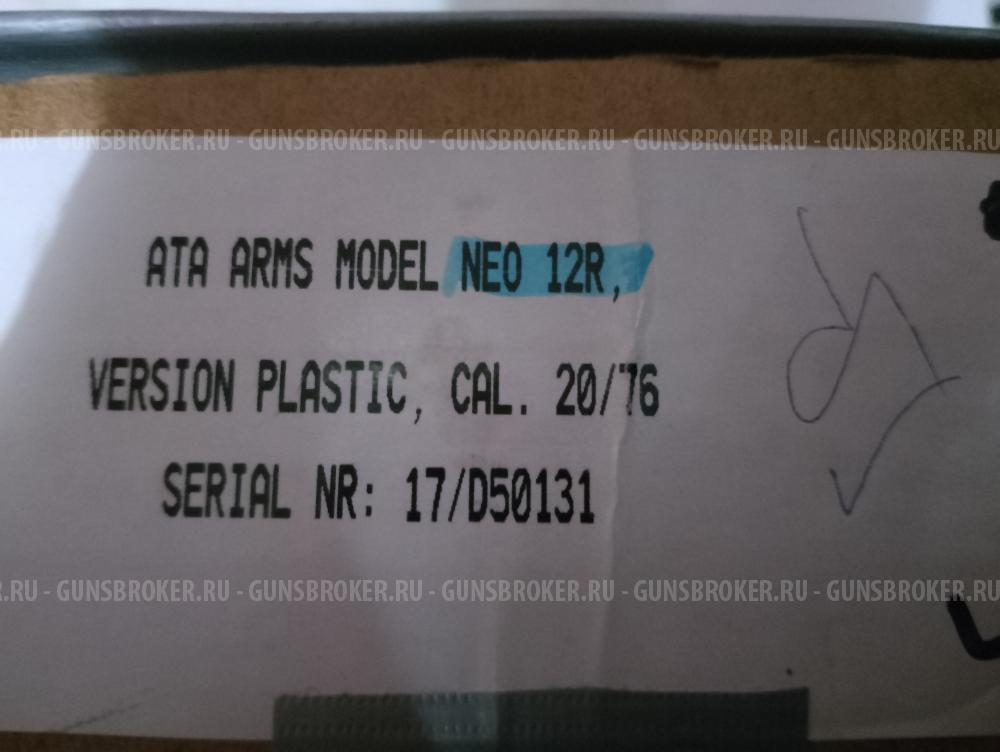 .RU - GUNSBROKER.RU - GUNSBROKER.RU - GUNSBROKER.RU - GUNSBROKER.RU - GUNSBROKER.RU
ATA ARMS MODEL NEO 12R,
VERSION PLASTIC, CAL. 20/76
SERIAL NR: 17/D50131
.RU - GUNSBROKER.RU - GUNSBROKER.RU - GUNSBROKER.RU - GUNSBROKER.RU - GUNSBROKER.RU